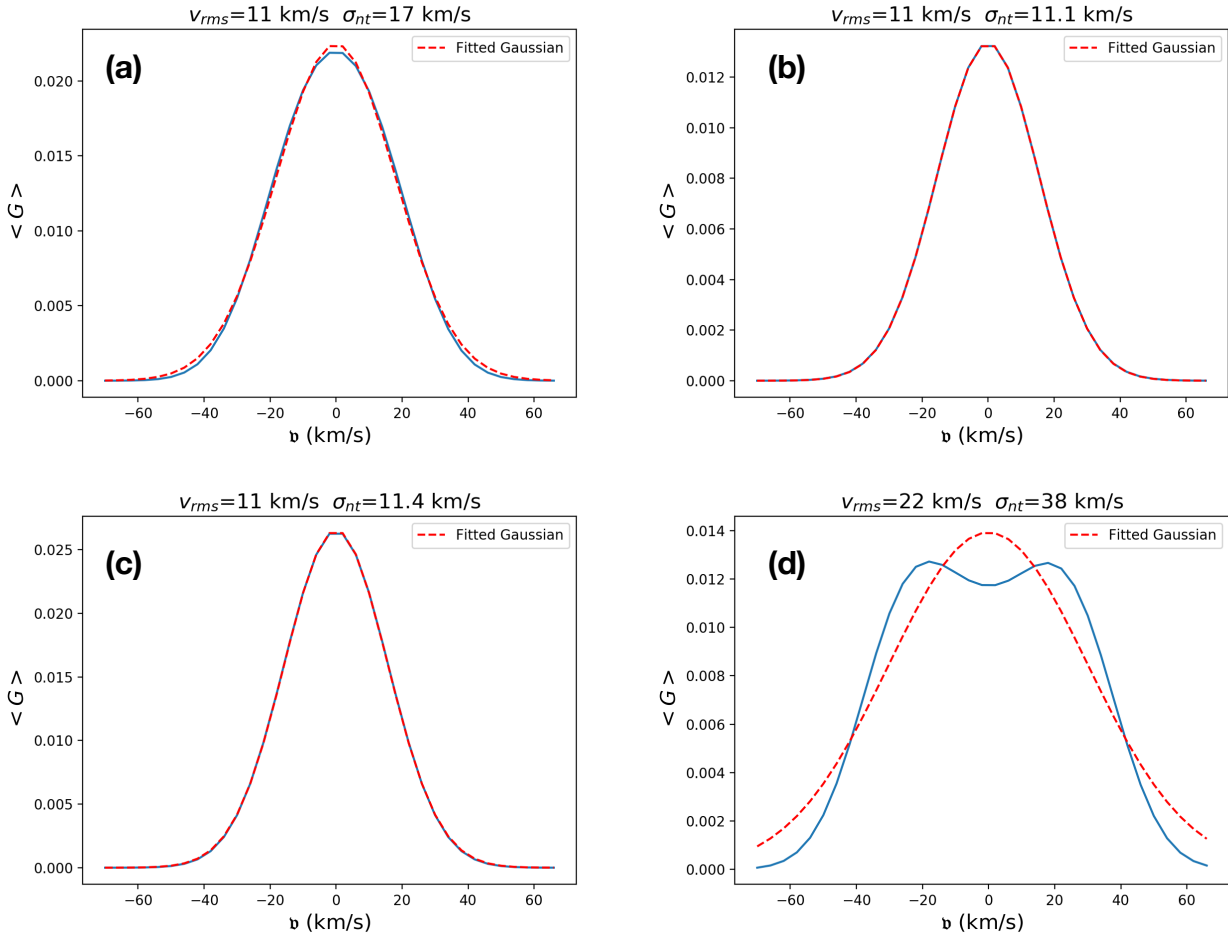 v_rms=11 km/s σ_nt=17 km/s
(a)
Fitted Gaussian
0.020
0.015
0.010
0.005
0.000
< G >
−60 −40 −20 0 20 40 60
𝔳 (km/s)
v_rms=11 km/s σ_nt=11.1 km/s
(b)
Fitted Gaussian
0.012
0.010
0.008
0.006
0.004
0.002
0.000
< G >
−60 −40 −20 0 20 40 60
𝔳 (km/s)
v_rms=11 km/s σ_nt=11.4 km/s
(c)
Fitted Gaussian
0.025
0.020
0.015
0.010
0.005
0.000
< G >
−60 −40 −20 0 20 40 60
𝔳 (km/s)
v_rms=22 km/s σ_nt=38 km/s
(d)
Fitted Gaussian
0.014
0.012
0.010
0.008
0.006
0.004
0.002
0.000
< G >
−60 −40 −20 0 20 40 60
𝔳 (km/s)